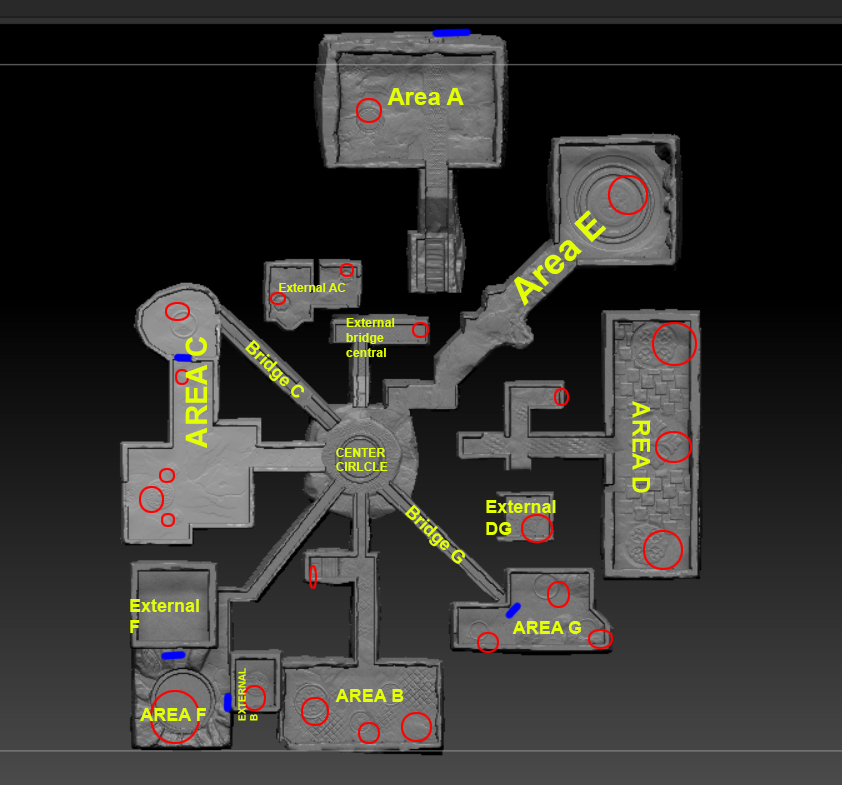 Area A
Area E
External AC
External
bridge
central
AREA C
Bridge C
CENTER
CIRLCLE
AREA D
External
DG
Bridge G
External
F
AREA G
EXTERNAL
B
AREA B
AREA F